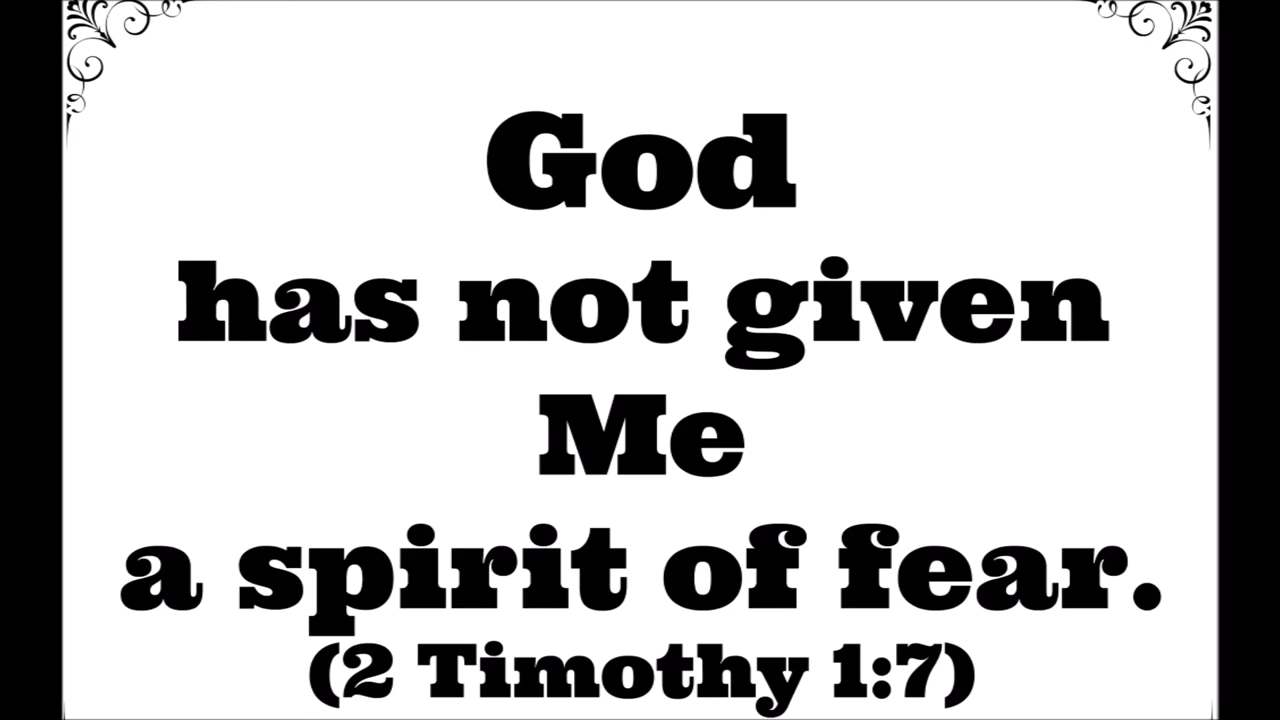 God
has not given
Me
a spirit of fear.
(2 Timothy 1:7)